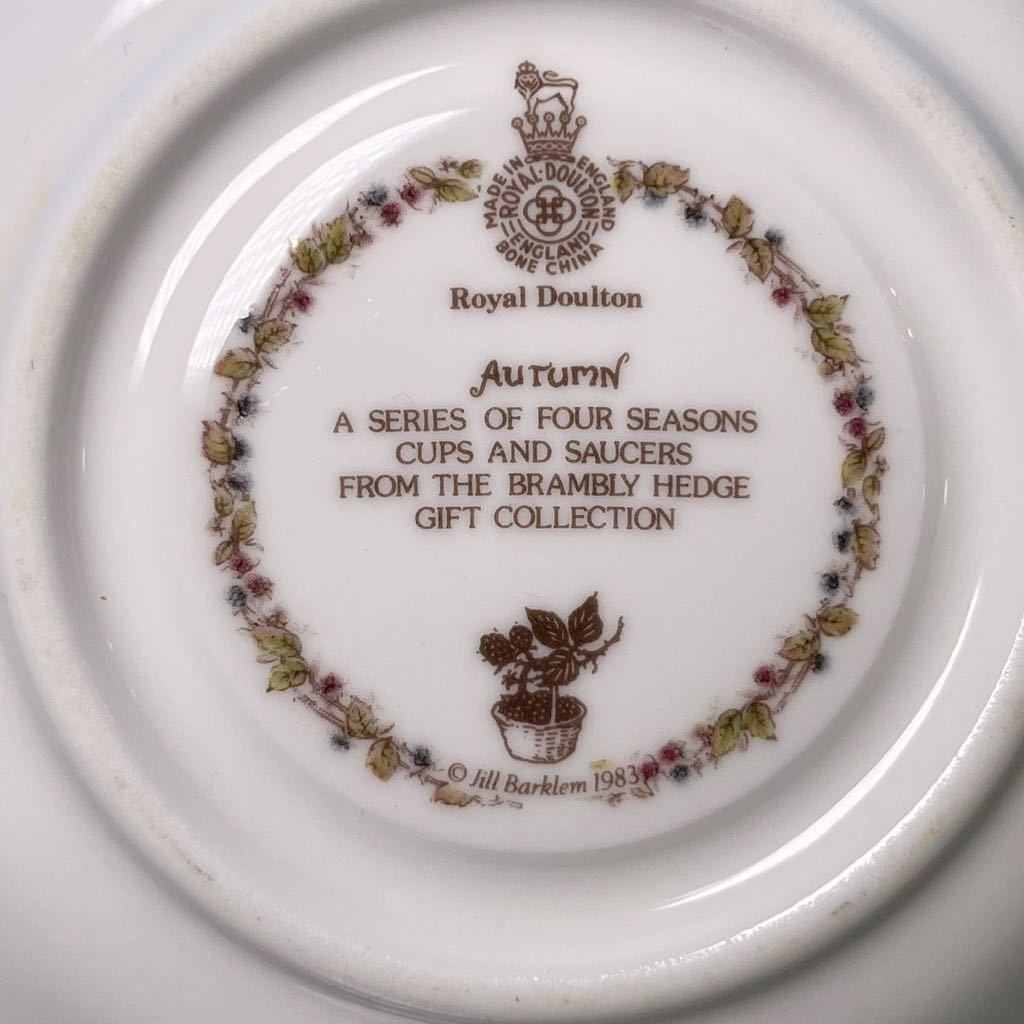 MADE IN ENGLAND
ROYAL·DOULTON
ENGLAND
BONE CHINA
Royal Doulton
AUTUMN
A SERIES OF FOUR SEASONS
CUPS AND SAUCERS
FROM THE BRAMBLY HEDGE
GIFT COLLECTION
© Jill Barklem 1983